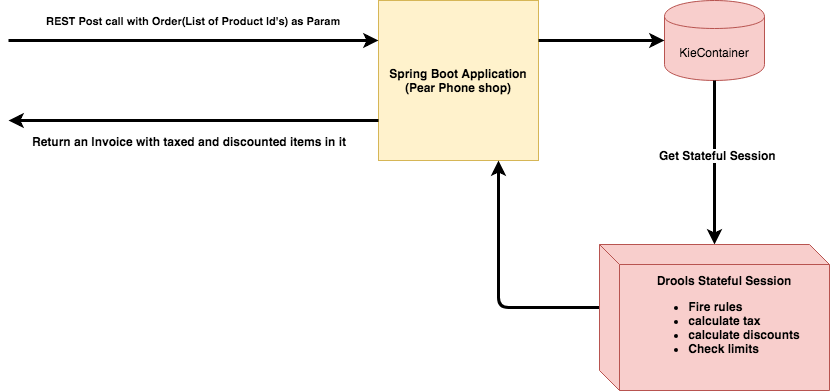 REST Post call with Order(List of Product Id's) as Param
Spring Boot Application
(Pear Phone shop)
KieContainer
Return an Invoice with taxed and discounted items in it
Get Stateful Session
Drools Stateful Session
• Fire rules
• calculate tax
• calculate discounts
• Check limits